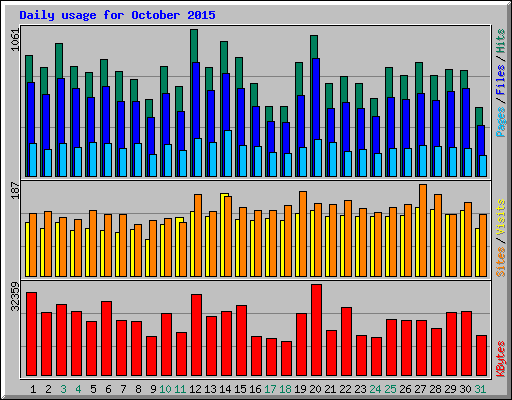 Daily usage for October 2015
1061
187
32359
Pages / Files / Hits
Sites / Visits
KBytes
1 2 3 4 5 6 7 8 9 10 11 12 13 14 15 16 17 18 19 20 21 22 23 24 25 26 27 28 29 30 31